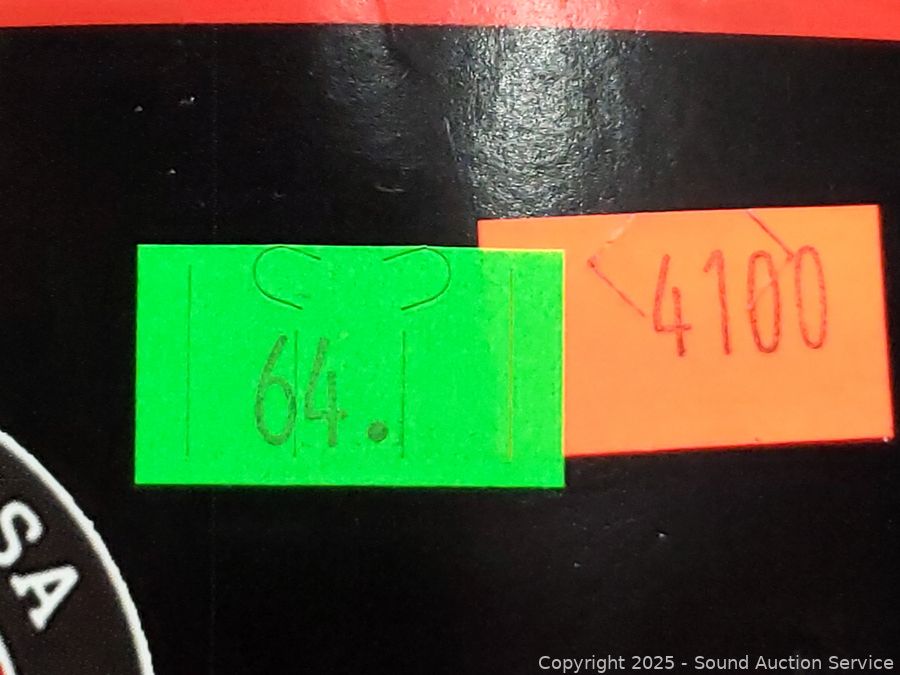 4100
64.
SA
Copyright 2025 - Sound Auction Service